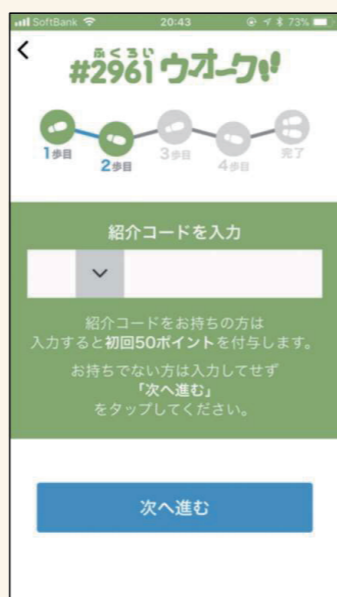 SoftBank 20:43 73%
ふくろい
#2961ウオーク!!
1歩目
2歩目
3歩目
4歩目
完了
紹介コードを入力
紹介コードをお持ちの方は
入力すると初回50ポイントを付与します。
お持ちでない方は入力してせず
「次へ進む」
をタップしてください。
次へ進む